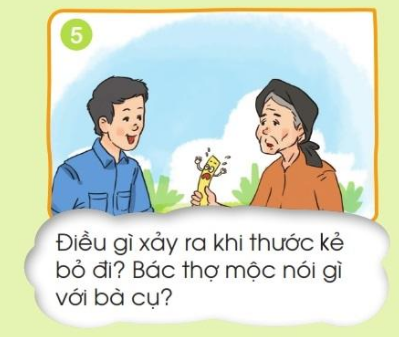 5
Điều gì xảy ra khi thước kẻ
bỏ đi? Bác thợ mộc nói gì
với bà cụ?